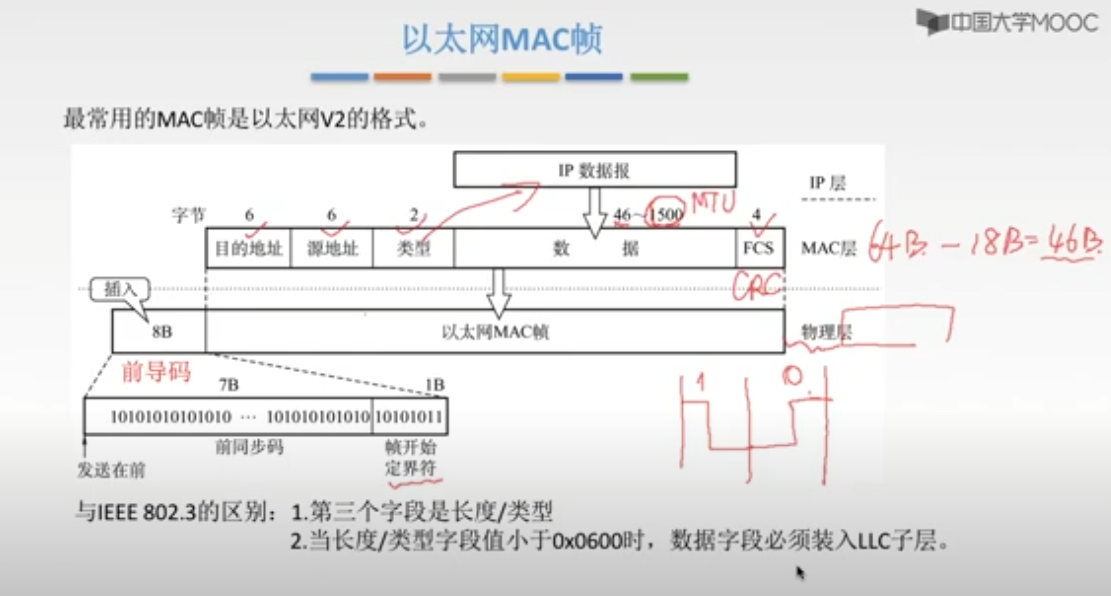 中国大学MOOC
以太网MAC帧
最常用的MAC帧是以太网V2的格式。
IP 数据报
IP 层
字节 6 6 2 46~1500 MTU 4
目的地址 源地址 类型 数 据 FCS MAC层 64B - 18B = 46B
CRC
插入
8B 以太网MAC帧 物理层
前导码
7B 1B
101010101010 ... 101010101010 10101011
前同步码 帧开始
定界符
发送在前
1 0
与IEEE 802.3的区别：1.第三个字段是长度/类型
2.当长度/类型字段值小于0x0600时，数据字段必须装入LLC子层。